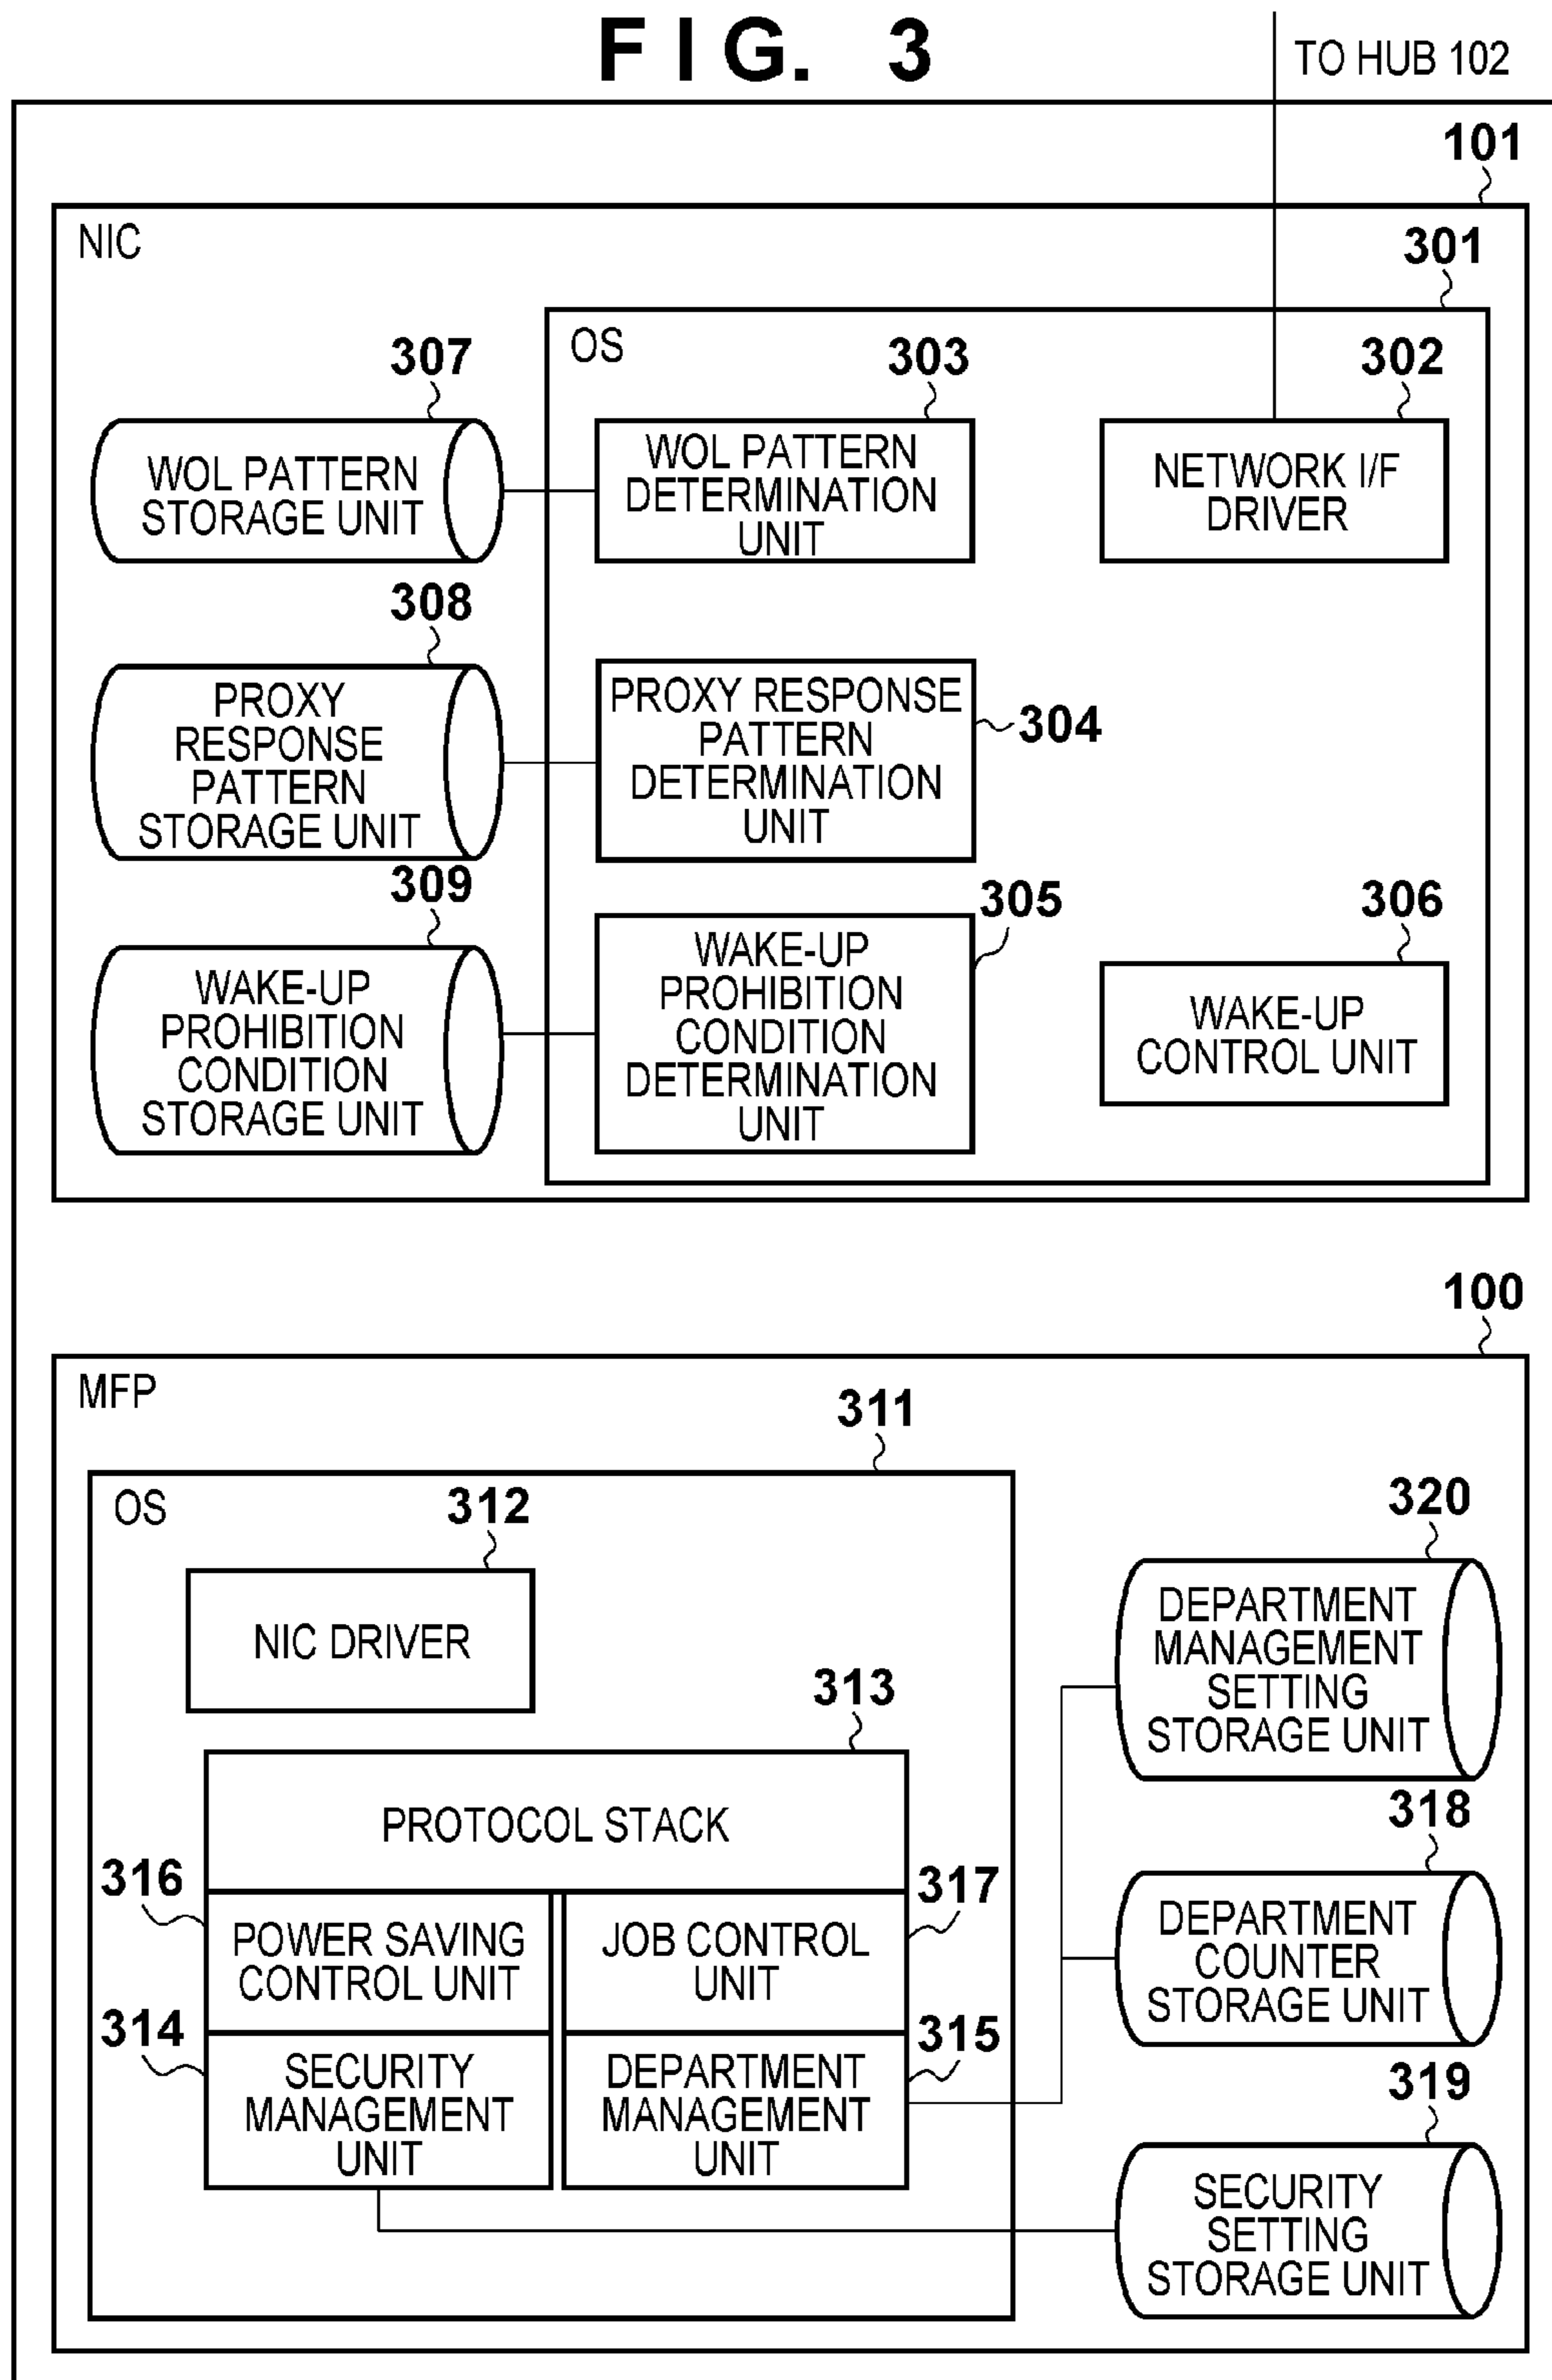 FIG. 3
TO HUB 102
101
NIC
301
OS
307
303
302
WOL PATTERN
STORAGE UNIT
WOL PATTERN
DETERMINATION
UNIT
NETWORK I/F
DRIVER
308
PROXY
RESPONSE
PATTERN
STORAGE UNIT
PROXY RESPONSE
PATTERN
DETERMINATION
UNIT
304
309
305
306
WAKE-UP
PROHIBITION
CONDITION
STORAGE UNIT
WAKE-UP
PROHIBITION
CONDITION
DETERMINATION
UNIT
WAKE-UP
CONTROL UNIT
100
MFP
311
OS
312
NIC DRIVER
320
DEPARTMENT
MANAGEMENT
SETTING
STORAGE UNIT
313
PROTOCOL STACK
318
DEPARTMENT
COUNTER
STORAGE UNIT
316
POWER SAVING
CONTROL UNIT
JOB CONTROL
UNIT
317
314
SECURITY
MANAGEMENT
UNIT
DEPARTMENT
MANAGEMENT
UNIT
315
319
SECURITY
SETTING
STORAGE UNIT